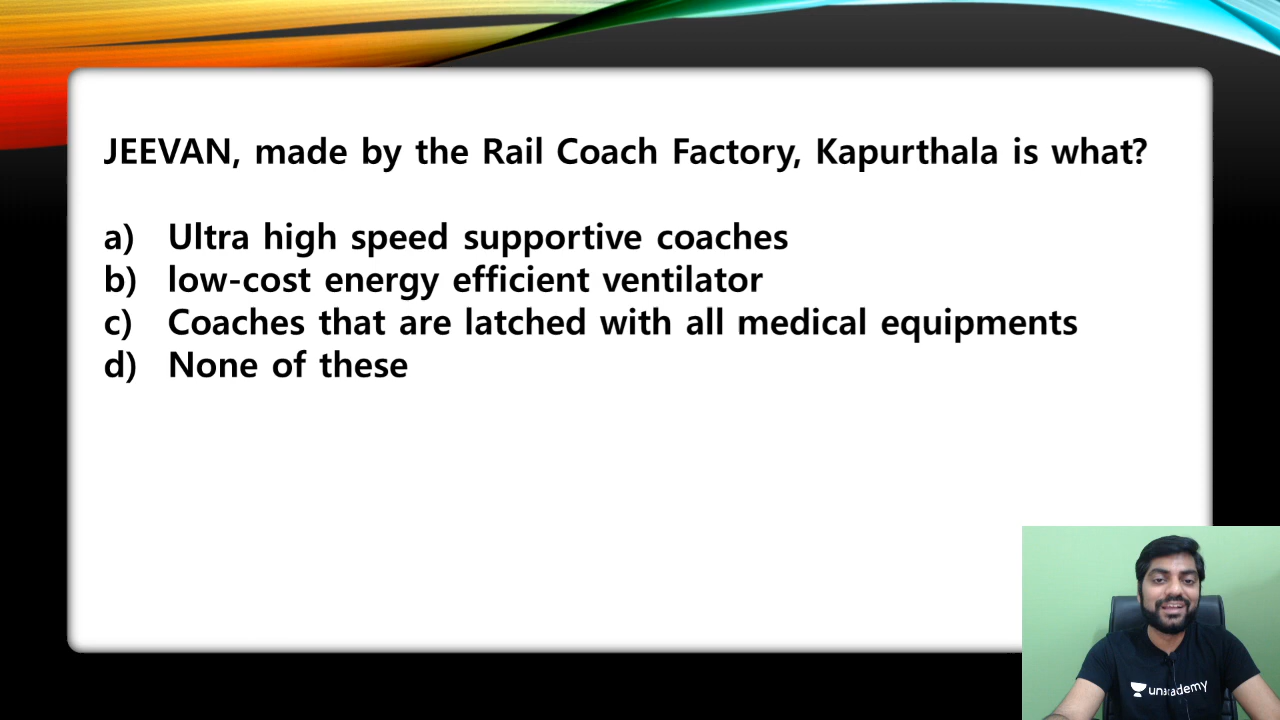 JEEVAN, made by the Rail Coach Factory, Kapurthala is what?
a) Ultra high speed supportive coaches
b) low-cost energy efficient ventilator
c) Coaches that are latched with all medical equipments
d) None of these
unacademy